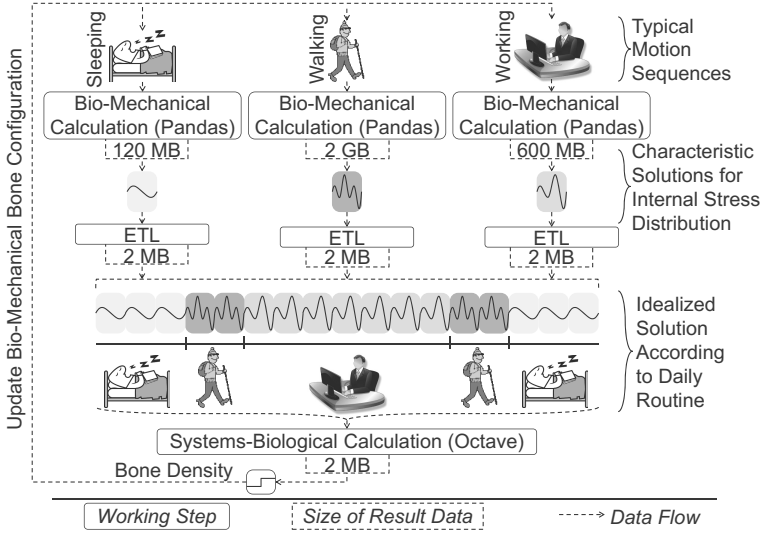 Update Bio-Mechanical Bone Configuration
Sleeping
Walking
Working
Typical
Motion
Sequences
Bio-Mechanical
Calculation (Pandas)
120 MB
Bio-Mechanical
Calculation (Pandas)
2 GB
Bio-Mechanical
Calculation (Pandas)
600 MB
Characteristic
Solutions for
Internal Stress
Distribution
ETL
2 MB
ETL
2 MB
ETL
2 MB
Idealized
Solution
According
to Daily
Routine
z z z
z z z
z z z
Systems-Biological Calculation (Octave)
2 MB
Bone Density
Working Step
Size of Result Data
Data Flow